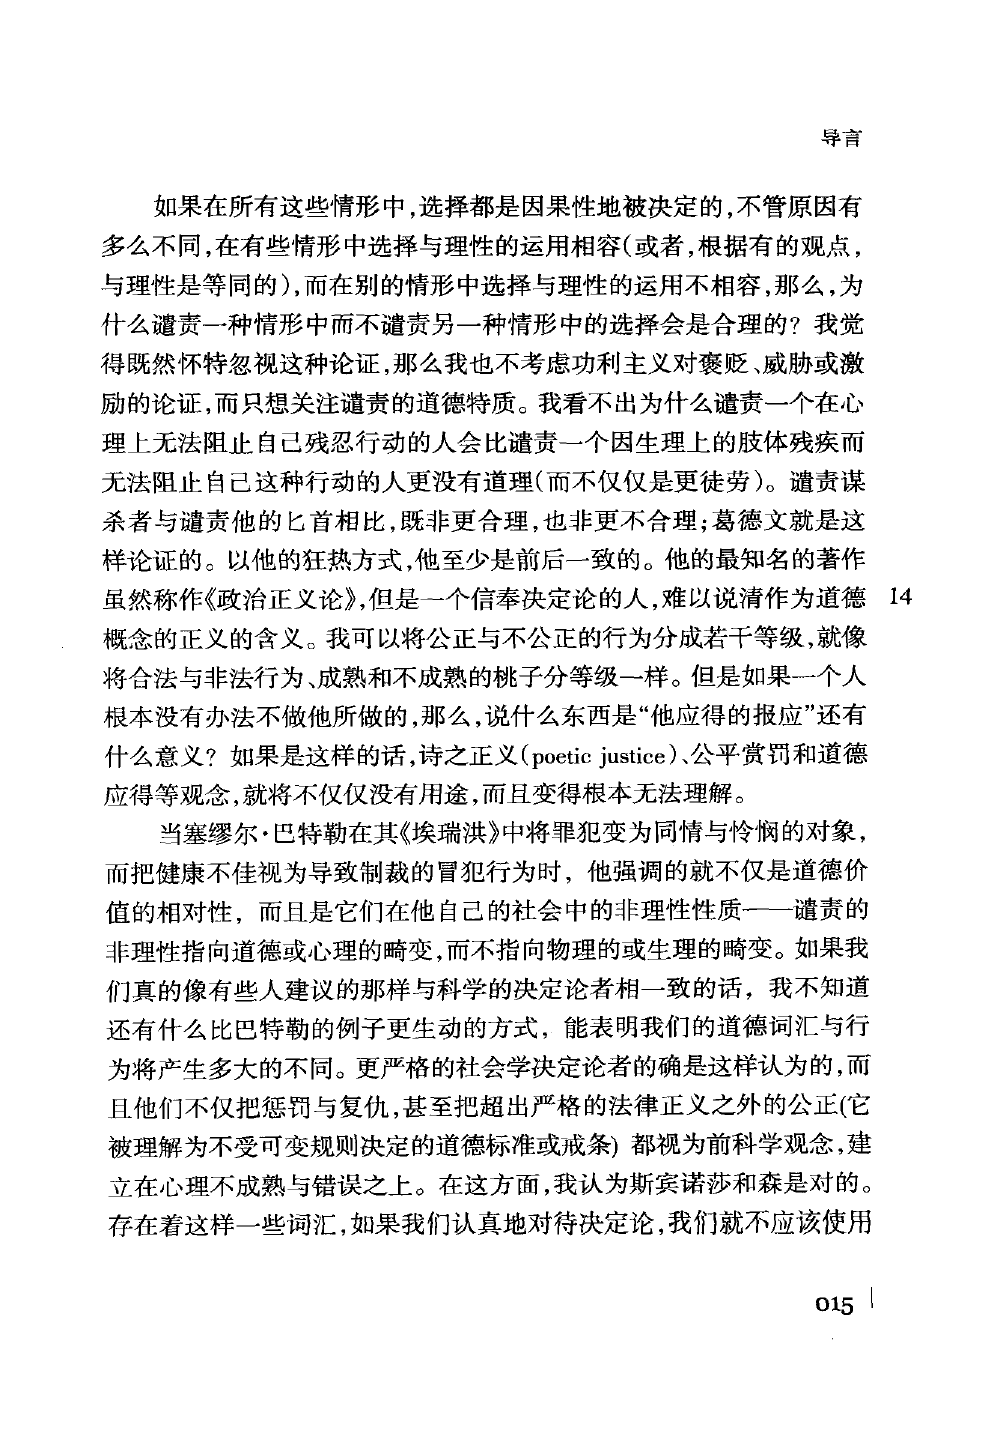 导言
如果在所有这些情形中,选择都是因果性地被决定的,不管原因有
多么不同,在有些情形中选择与理性的运用相容(或者,根据有的观点,
与理性是等同的),而在别的情形中选择与理性的运用不相容,那么,为
什么谴责一种情形中而不谴责另一种情形中的选择会是合理的？我觉
得既然怀特忽视这种论证,那么我也不考虑功利主义对褒贬、威胁或激
励的论证,而只想关注谴责的道德特质。我看不出为什么谴责一个在心
理上无法阻止自己残忍行动的人会比谴责一个因生理上的肢体残疾而
无法阻止自己这种行动的人更没有道理(而不仅仅是更徒劳)。谴责谋
杀者与谴责他的匕首相比,既非更合理,也非更不合理;葛德文就是这
样论证的。以他的狂热方式,他至少是前后一致的。他的最知名的著作
虽然称作《政治正义论》,但是一个信奉决定论的人,难以说清作为道德 14
概念的正义的含义。我可以将公正与不公正的行为分成若干等级,就像
将合法与非法行为、成熟和不成熟的桃子分等级一样。但是如果一个人
根本没有办法不做他所做的,那么,说什么东西是“他应得的报应”还有
什么意义？如果是这样的话,诗之正义(poetic justice)、公平赏罚和道德
应得等观念,就将不仅仅没有用途,而且变得根本无法理解。
当塞缪尔·巴特勒在其《埃瑞洪》中将罪犯变为同情与怜悯的对象,
而把健康不佳视为导致制裁的冒犯行为时,他强调的就不仅是道德价
值的相对性,而且是它们在他自己的社会中的非理性性质——谴责的
非理性指向道德或心理的畸变,而不指向物理的或生理的畸变。如果我
们真的像有些人建议的那样与科学的决定论者相一致的话,我不知道
还有什么比巴特勒的例子更生动的方式,能表明我们的道德词汇与行
为将产生多大的不同。更严格的社会学决定论者的确是这样认为的,而
且他们不仅把惩罚与复仇,甚至把超出严格的法律正义之外的公正(它
被理解为不受可变规则决定的道德标准或戒条)都视为前科学观念,建
立在心理不成熟与错误之上。在这方面,我认为斯宾诺莎和森是对的。
存在着这样一些词汇,如果我们认真地对待决定论,我们就不应该使用
015